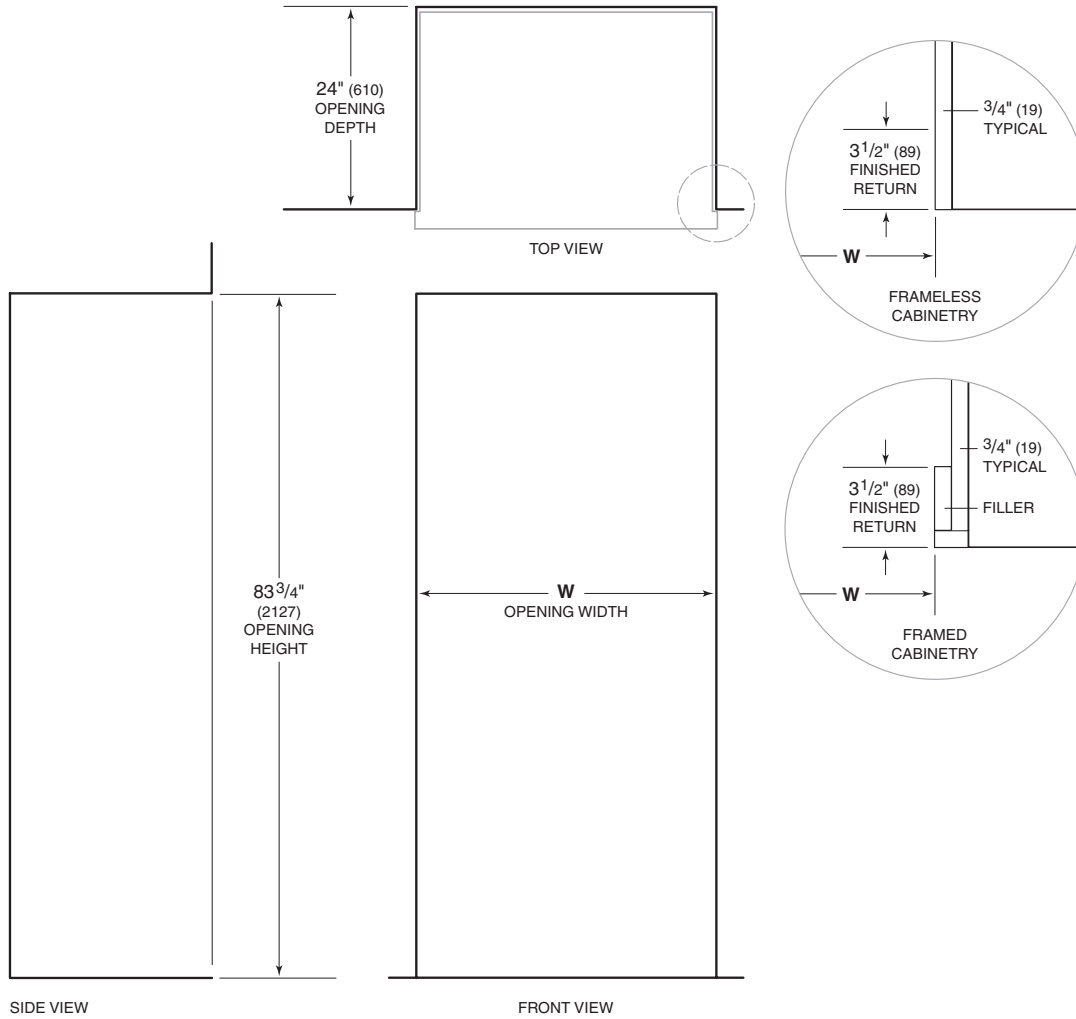 24" (610)
OPENING
DEPTH
TOP VIEW
3/4" (19)
TYPICAL
3 1/2" (89)
FINISHED
RETURN
W
FRAMELESS
CABINETRY
3/4" (19)
TYPICAL
3 1/2" (89)
FINISHED
RETURN
FILLER
W
FRAMED
CABINETRY
83 3/4"
(2127)
OPENING
HEIGHT
W
OPENING WIDTH
SIDE VIEW
FRONT VIEW